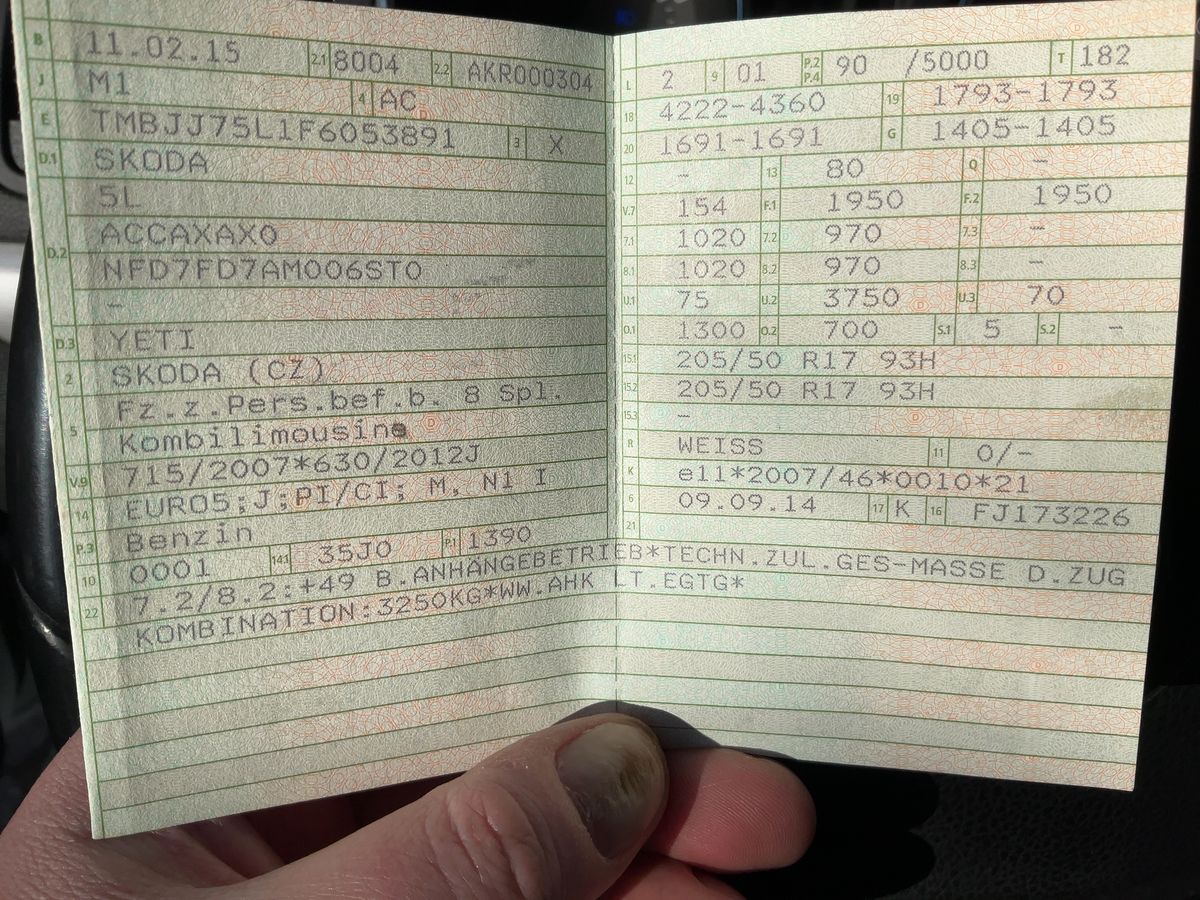 B 11.02.15 2.1 8004 2.2 AKR000304
J M1 4 AC
E TMBJJ75L1F6053891 3 X
D.1 SKODA
5L
D.2 ACCAXAX0
NFD7FD7AM006ST0
-
D.3 YETI
2 SKODA (CZ)
5 Fz.z.Pers.bef.b. 8 Spl.
Kombilimousine
V.9 715/2007*630/2012J
14 EURO5;J;PI/CI; M, N1 I
P.3 Benzin
10 0001 14.1 35J0 P.1 1390
22 7.2/8.2:+49 B.ANHÄNGEBETRIEB*TECHN.ZUL.GES-MASSE D.ZUG
KOMBINATION:3250KG*WW.AHK LT.EGTG*
L 2 9 01 P.2 P.4 90 /5000 T 182
18 4222-4360 19 1793-1793
20 1691-1691 G 1405-1405
12 - 13 80 Q -
V.7 154 F.1 1950 F.2 1950
7.1 1020 7.2 970 7.3 -
8.1 1020 8.2 970 8.3 -
U.1 75 U.2 3750 U.3 70
O.1 1300 O.2 700 S.1 5 S.2 -
15.1 205/50 R17 93H
15.2 205/50 R17 93H
15.3 -
R WEISS 11 0/-
K e11*2007/46*0010*21
6 09.09.14 17 K 16 FJ173226
21